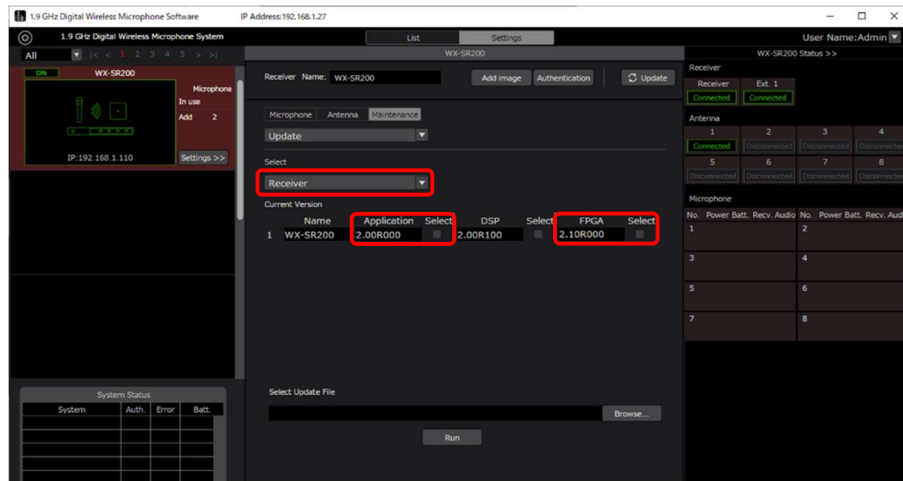 1.9 GHz Digital Wireless Microphone Software IP Address:192.168.1.27
1.9 GHz Digital Wireless Microphone System List Settings User Name:Admin
All |< < 1 2 3 4 5 > >| WX-SR200 WX-SR200 Status >>
ON WX-SR200
Microphone
In use
Add 2
IP:192.168.1.110 Settings >>
Receiver Name: WX-SR200 Add image Authentication Update
Microphone Antenna Maintenance
Update
Select
Receiver
Current Version
Name Application Select DSP Select FPGA Select
1 WX-SR200 2.00R000 2.00R100 2.10R000
Select Update File
Browse...
Run
System Status
System Auth. Error Batt.
Receiver
Receiver Ext. 1
Connected Connected
Antenna
1 2 3 4
Connected Disconnected Disconnected Disconnected
5 6 7 8
Disconnected Disconnected Disconnected Disconnected
Microphone
No. Power Batt. Recv. Audio No. Power Batt. Recv. Aud
1 2
3 4
5 6
7 8